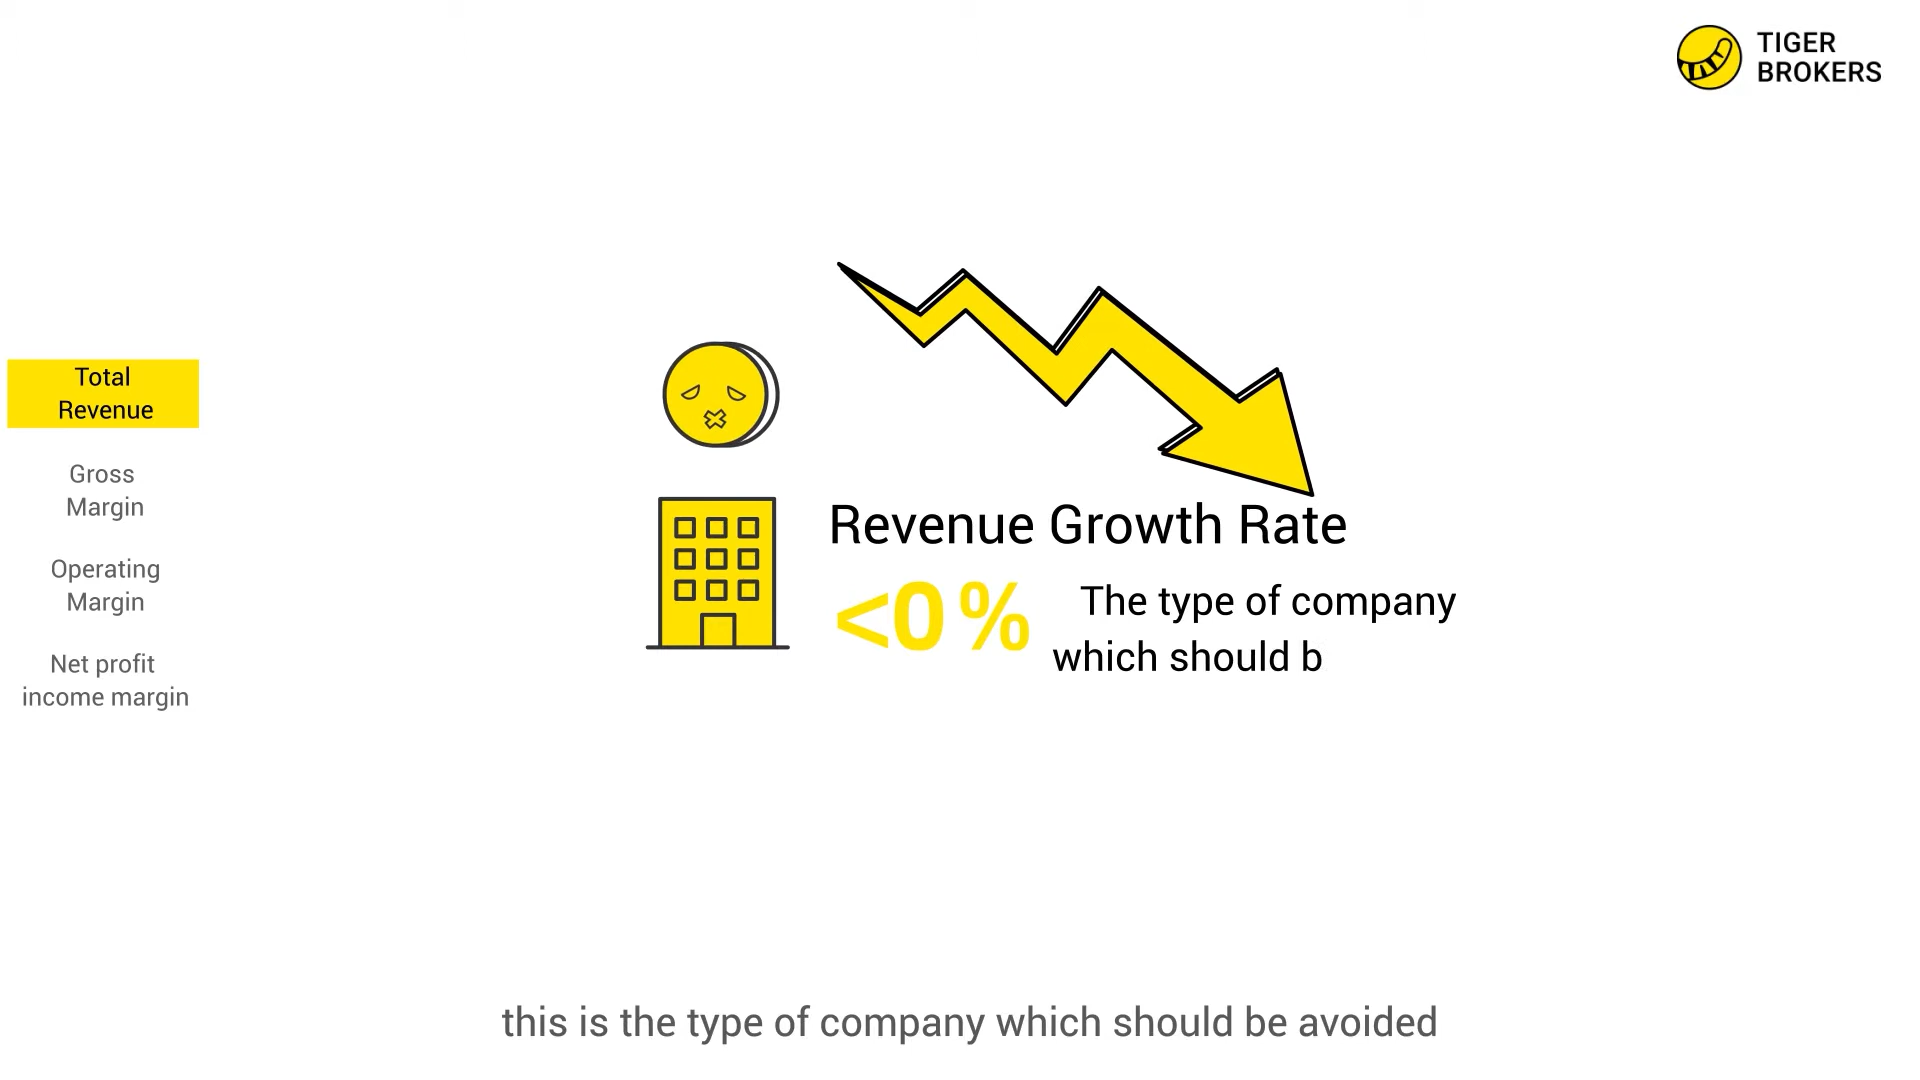 TIGER
BROKERS
Total
Revenue
Gross
Margin
Operating
Margin
Net profit
income margin
Revenue Growth Rate
<0 % The type of company
which should b
this is the type of company which should be avoided